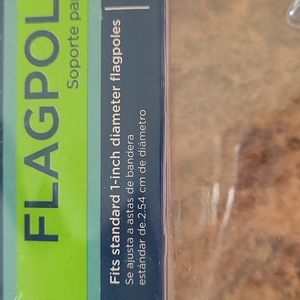 FLAGPOL
Soporte par
Fits standard 1-inch diameter flagpoles
Se ajusta a astas de bandera
estándar de 2.54 cm de diámetro